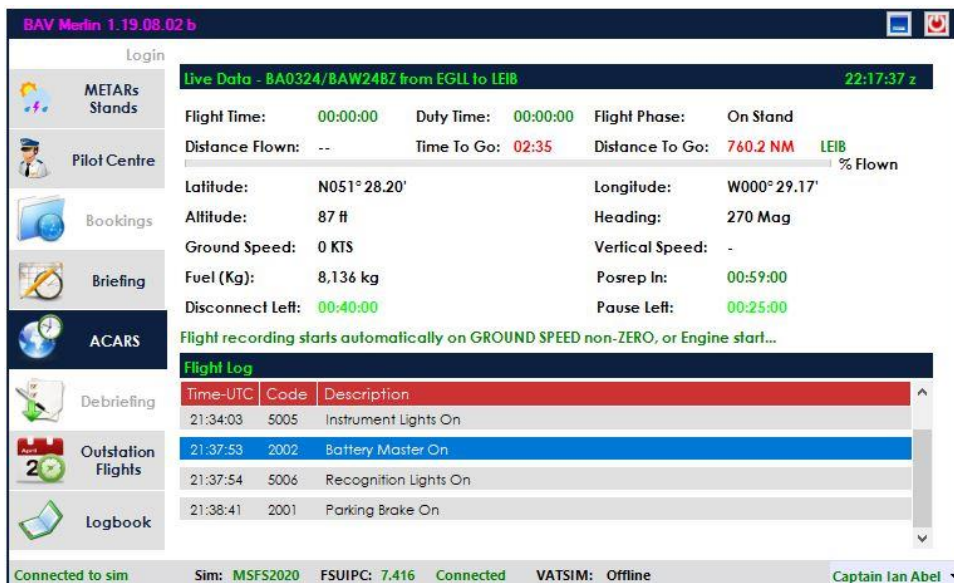 BAV Merlin 1.19.08.02 b
Login
METARs
Stands
Pilot Centre
Bookings
Briefing
ACARS
Debriefing
April
2
Outstation
Flights
Logbook
Live Data - BA0324/BAW24BZ from EGLL to LEIB 22:17:37 z
Flight Time: 00:00:00 Duty Time: 00:00:00 Flight Phase: On Stand
Distance Flown: -- Time To Go: 02:35 Distance To Go: 760.2 NM LEIB
% Flown
Latitude: N051° 28.20' Longitude: W000° 29.17'
Altitude: 87 ft Heading: 270 Mag
Ground Speed: 0 KTS Vertical Speed: -
Fuel (Kg): 8,136 kg Posrep In: 00:59:00
Disconnect Left: 00:40:00 Pause Left: 00:25:00
Flight recording starts automatically on GROUND SPEED non-ZERO, or Engine start...
Flight Log
Time-UTC Code Description
21:34:03 5005 Instrument Lights On
21:37:53 2002 Battery Master On
21:37:54 5006 Recognition Lights On
21:38:41 2001 Parking Brake On
Connected to sim Sim: MSFS2020 FSUIPC: 7.416 Connected VATSIM: Offline Captain Ian Abel